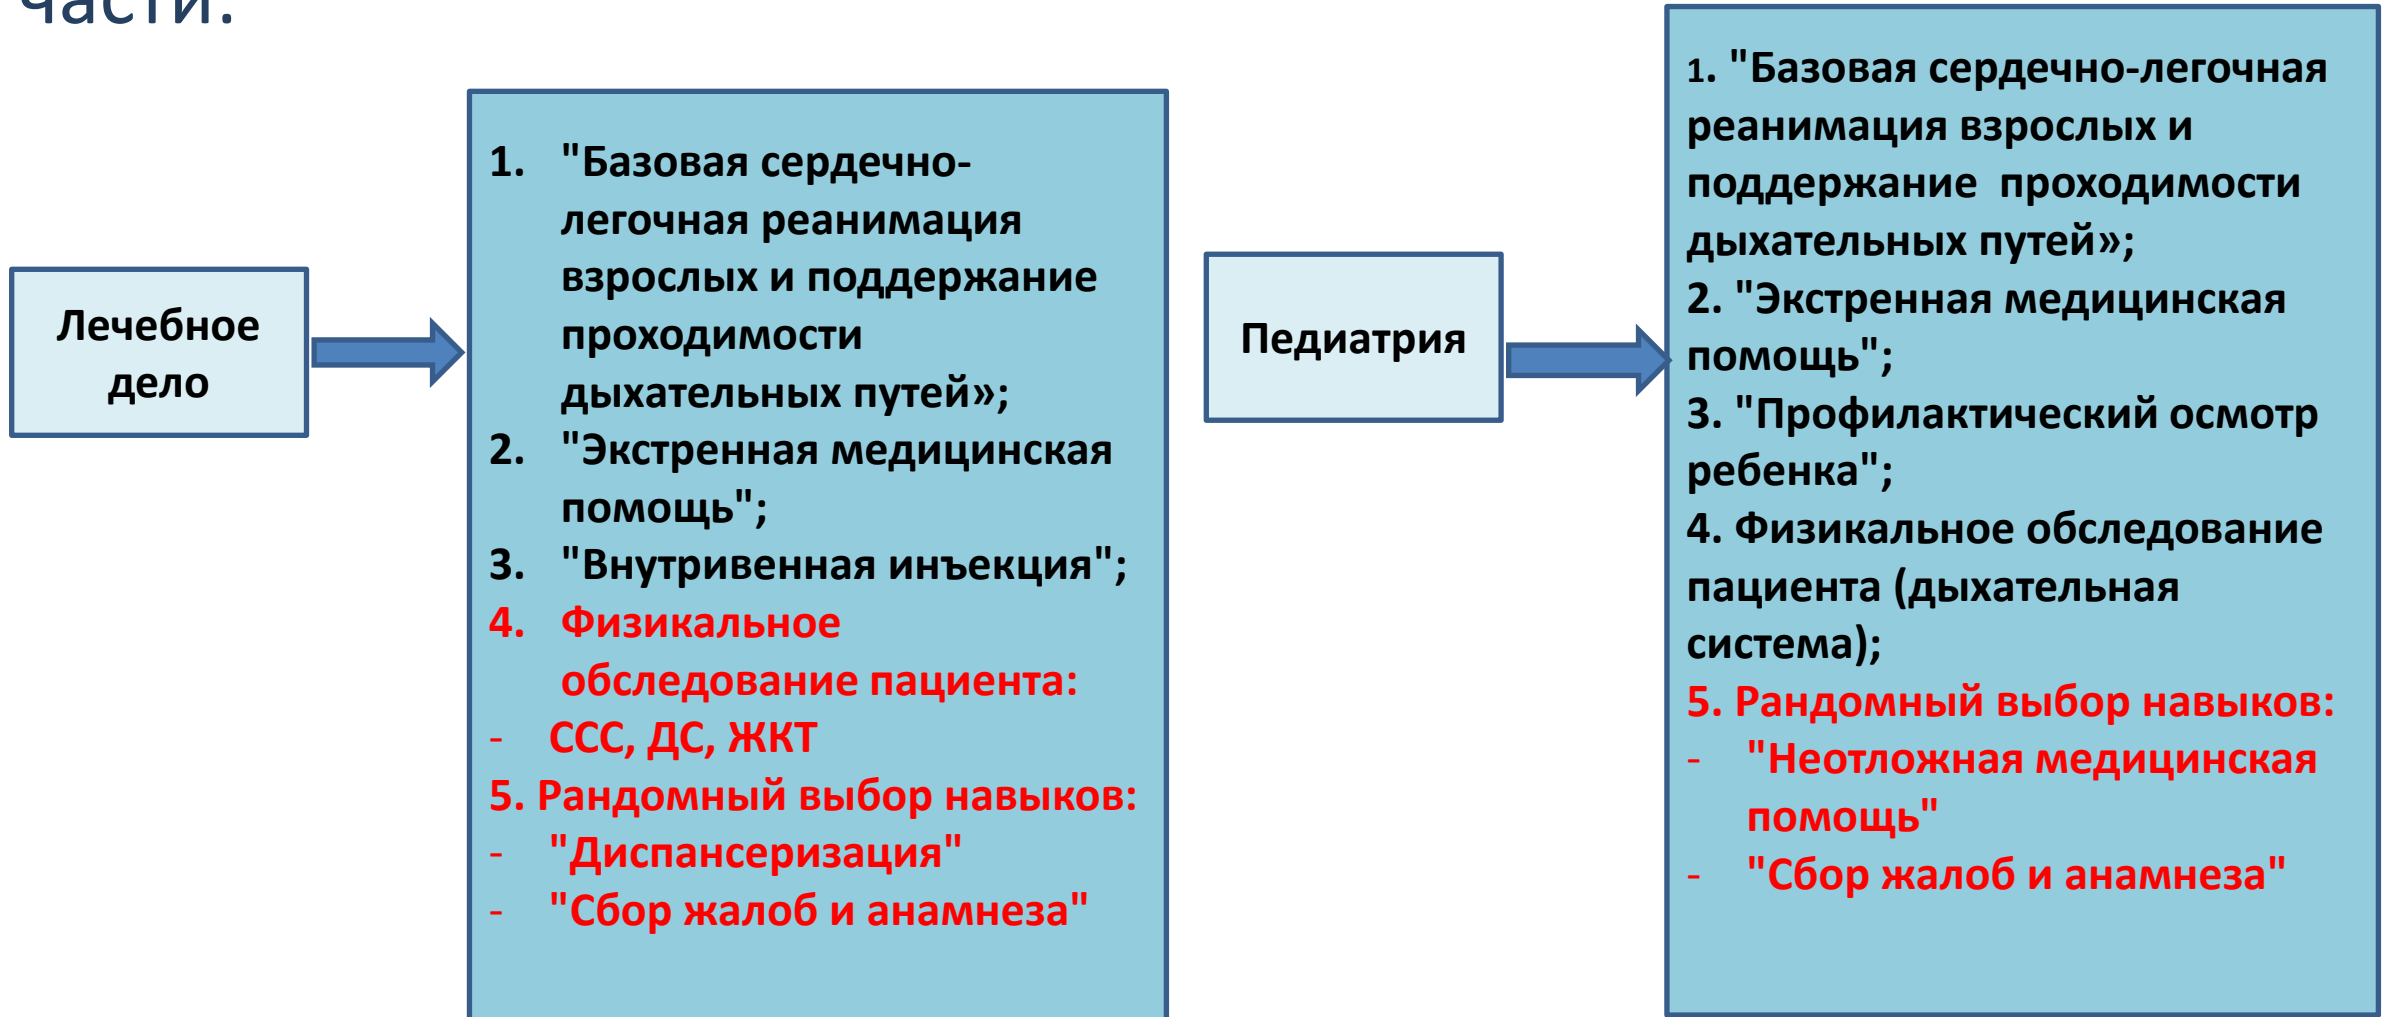 части:
Лечебное
дело
1. "Базовая сердечно-
легочная реанимация
взрослых и поддержание
проходимости
дыхательных путей»;
2. "Экстренная медицинская
помощь";
3. "Внутривенная инъекция";
4. Физикальное
обследование пациента:
- ССС, ДС, ЖКТ
5. Рандомный выбор навыков:
- "Диспансеризация"
- "Сбор жалоб и анамнеза"
Педиатрия
1. "Базовая сердечно-легочная
реанимация взрослых и
поддержание проходимости
дыхательных путей»;
2. "Экстренная медицинская
помощь";
3. "Профилактический осмотр
ребенка";
4. Физикальное обследование
пациента (дыхательная
система);
5. Рандомный выбор навыков:
- "Неотложная медицинская
помощь"
- "Сбор жалоб и анамнеза"